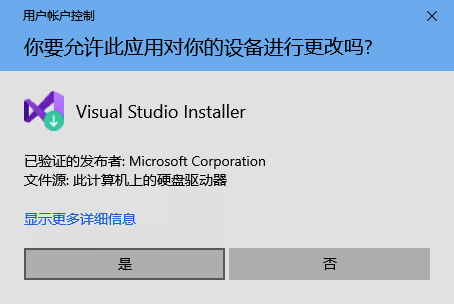 用户帐户控制
你要允许此应用对你的设备进行更改吗?
Visual Studio Installer
已验证的发布者: Microsoft Corporation
文件源: 此计算机上的硬盘驱动器
显示更多详细信息
是
否